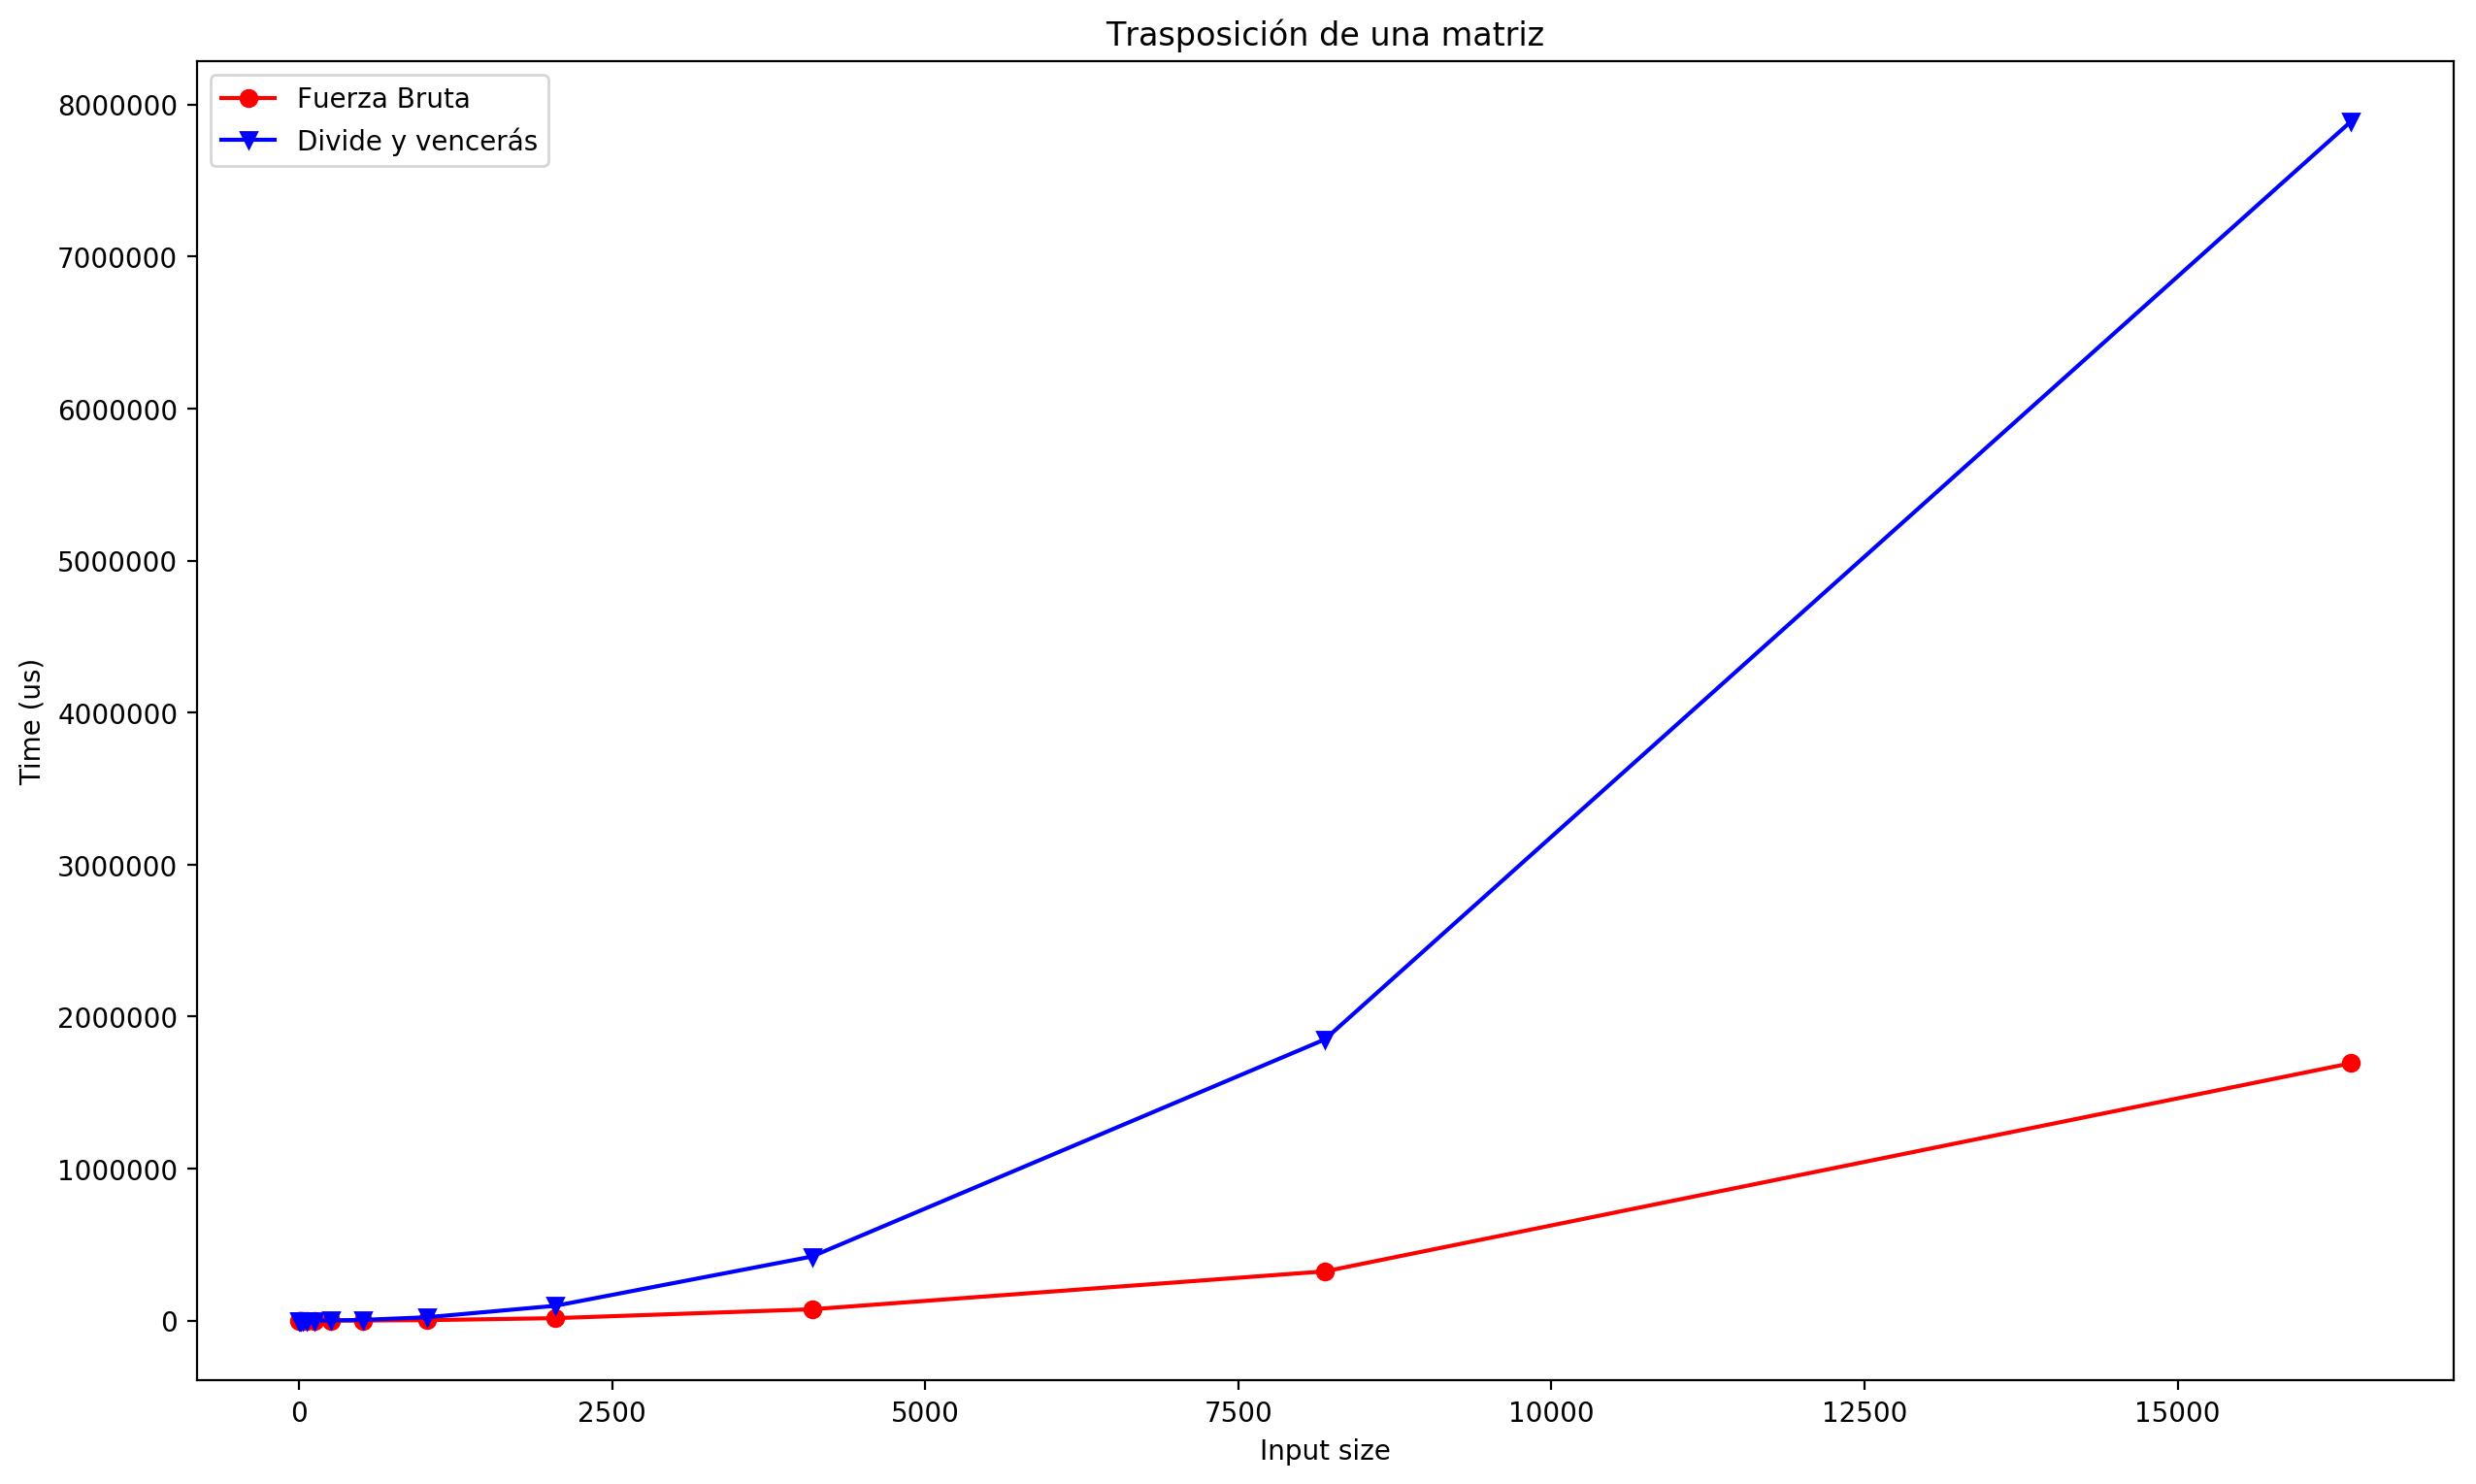 Trasposición de una matriz
Fuerza Bruta
Divide y vencerás
8000000
7000000
6000000
5000000
4000000
3000000
2000000
1000000
0
Time (us)
0 2500 5000 7500 10000 12500 15000
Input size